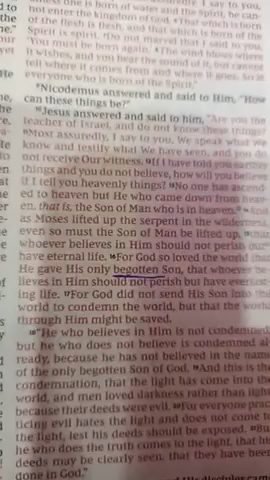 one is born of water and the Spirit, he can-
not enter the kingdom of God. ⁶That which is born
of the flesh is flesh, and that which is born of the
Spirit is spirit. ⁷Do not marvel that I said to you,
'You must be born again.' ⁸The wind blows where
it wishes, and you hear the sound of it, but cannot
tell where it comes from and where it goes. So is
everyone who is born of the Spirit."
⁹Nicodemus answered and said to Him, "How
can these things be?"
¹⁰Jesus answered and said to him, "Are you the
teacher of Israel, and do not know these things?
¹¹Most assuredly, I say to you, We speak what We
know and testify what We have seen, and you do
not receive Our witness. ¹²If I have told you earthly
things and you do not believe, how will you believe
if I tell you heavenly things? ¹³No one has ascend-
ed to heaven but He who came down from heav-
en, that is, the Son of Man who is in heaven. ¹⁴And
as Moses lifted up the serpent in the wilderness,
even so must the Son of Man be lifted up, ¹⁵that
whoever believes in Him should not perish but
have eternal life. ¹⁶For God so loved the world that
He gave His only begotten Son, that whoever be-
lieves in Him should not perish but have everlast-
ing life. ¹⁷For God did not send His Son into the
world to condemn the world, but that the world
through Him might be saved.
¹⁸"He who believes in Him is not condemned;
but he who does not believe is condemned al-
ready, because he has not believed in the name
of the only begotten Son of God. ¹⁹And this is the
condemnation, that the light has come into the
world, and men loved darkness rather than light,
because their deeds were evil. ²⁰For everyone prac-
ticing evil hates the light and does not come to
the light, lest his deeds should be exposed. ²¹But
he who does the truth comes to the light, that his
deeds may be clearly seen, that they have been
done in God."